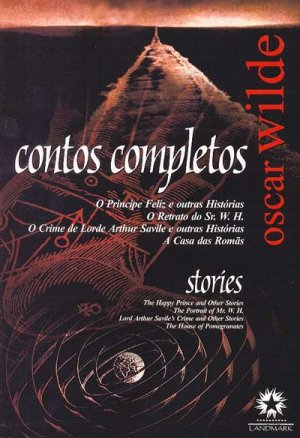 oscar wilde
contos completos
O Príncipe Feliz e outras Histórias
O Retrato do Sr. W. H.
O Crime de Lorde Arthur Savile e outras Histórias
A Casa das Romãs
stories
The Happy Prince and Other Stories
The Portrait of Mr. W. H.
Lord Arthur Savile's Crime and Other Stories
The House of Pomegranates
LANDMARK